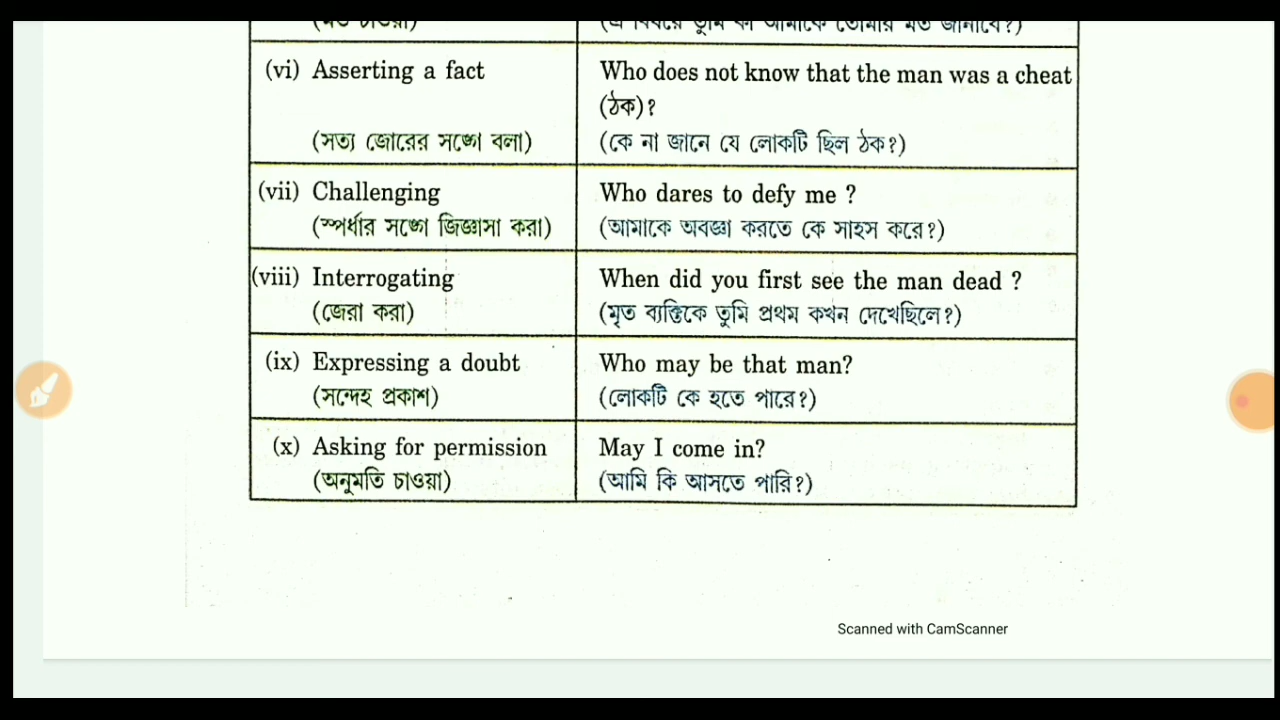 (vi) Asserting a fact
Who does not know that the man was a cheat
(ঠক)?
(সত্য জোরের সঙ্গে বলা)
(কে না জানে যে লোকটি ছিল ঠক?)
(vii) Challenging
Who dares to defy me ?
(স্পর্ধার সঙ্গে জিজ্ঞাসা করা)
(আমাকে অবজ্ঞা করতে কে সাহস করে?)
(viii) Interrogating
When did you first see the man dead ?
(জেরা করা)
(মৃত ব্যক্তিকে তুমি প্রথম কখন দেখেছিলে?)
(ix) Expressing a doubt
Who may be that man?
(সন্দেহ প্রকাশ)
(লোকটি কে হতে পারে?)
(x) Asking for permission
May I come in?
(অনুমতি চাওয়া)
(আমি কি আসতে পারি?)
Scanned with CamScanner